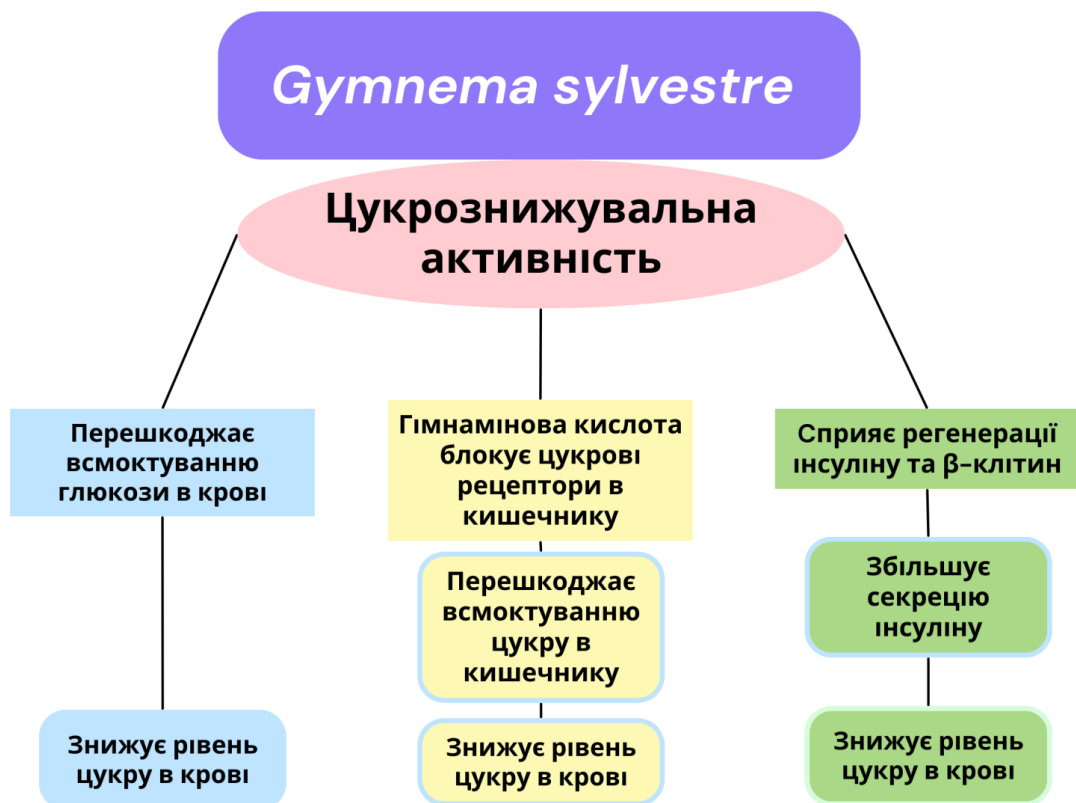 Gymnema sylvestre
Цукрознижувальна
активність
Перешкоджає
всмоктуванню
глюкози в крові
Знижує рівень
цукру в крові
Гімнамінова кислота
блокує цукрові
рецептори в
кишечнику
Перешкоджає
всмоктуванню
цукру в
кишечнику
Знижує рівень
цукру в крові
Сприяє регенерації
інсуліну та β-клітин
Збільшує
секрецію
інсуліну
Знижує рівень
цукру в крові